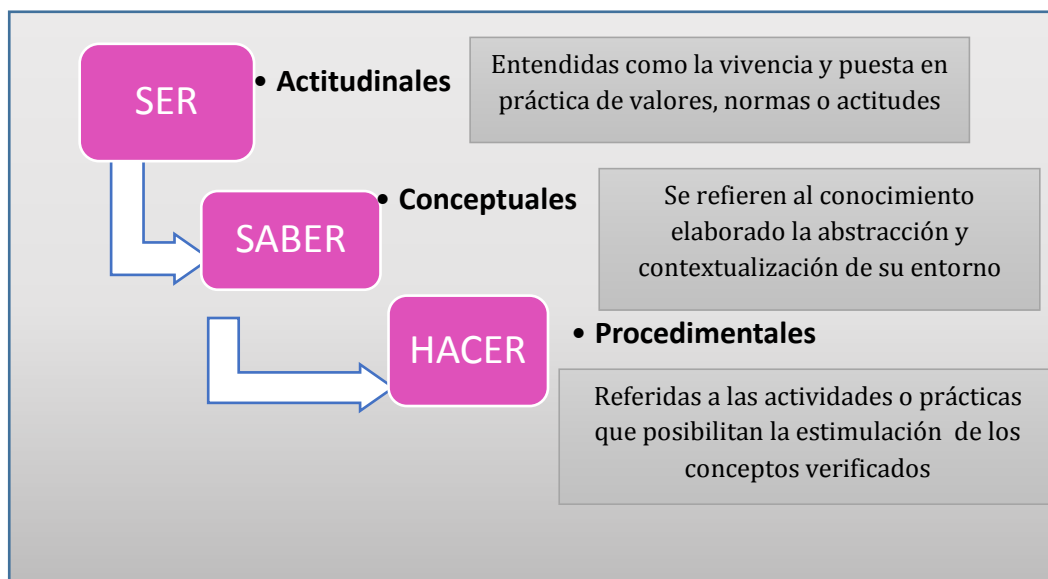 SER
• Actitudinales
Entendidas como la vivencia y puesta en
práctica de valores, normas o actitudes
SABER
• Conceptuales
Se refieren al conocimiento
elaborado la abstracción y
contextualización de su entorno
HACER
• Procedimentales
Referidas a las actividades o prácticas
que posibilitan la estimulación  de los
conceptos verificados